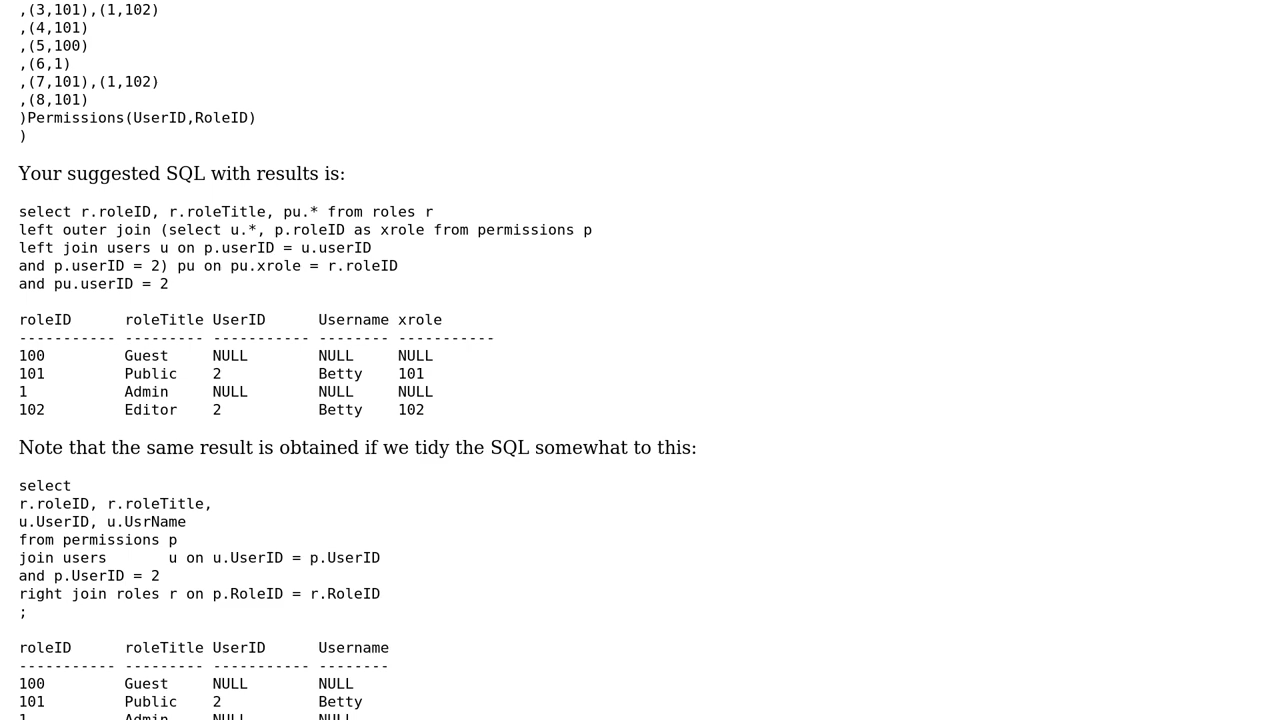 ,(3,101),(1,102)
,(4,101)
,(5,100)
,(6,1)
,(7,101),(1,102)
,(8,101)
)Permissions(UserID,RoleID)
)
Your suggested SQL with results is:
select r.roleID, r.roleTitle, pu.* from roles r
left outer join (select u.*, p.roleID as xrole from permissions p
left join users u on p.userID = u.userID
and p.userID = 2) pu on pu.xrole = r.roleID
and pu.userID = 2
roleID      roleTitle UserID      Username xrole
----------- --------- ----------- -------- -----------
100         Guest     NULL        NULL     NULL
101         Public    2           Betty    101
1           Admin     NULL        NULL     NULL
102         Editor    2           Betty    102
Note that the same result is obtained if we tidy the SQL somewhat to this:
select
r.roleID, r.roleTitle,
u.UserID, u.UsrName
from permissions p
join users       u on u.UserID = p.UserID
and p.UserID = 2
right join roles r on p.RoleID = r.RoleID
;
roleID      roleTitle UserID      Username
----------- --------- ----------- --------
100         Guest     NULL        NULL
101         Public    2           Betty
1           Admin     NULL        NULL